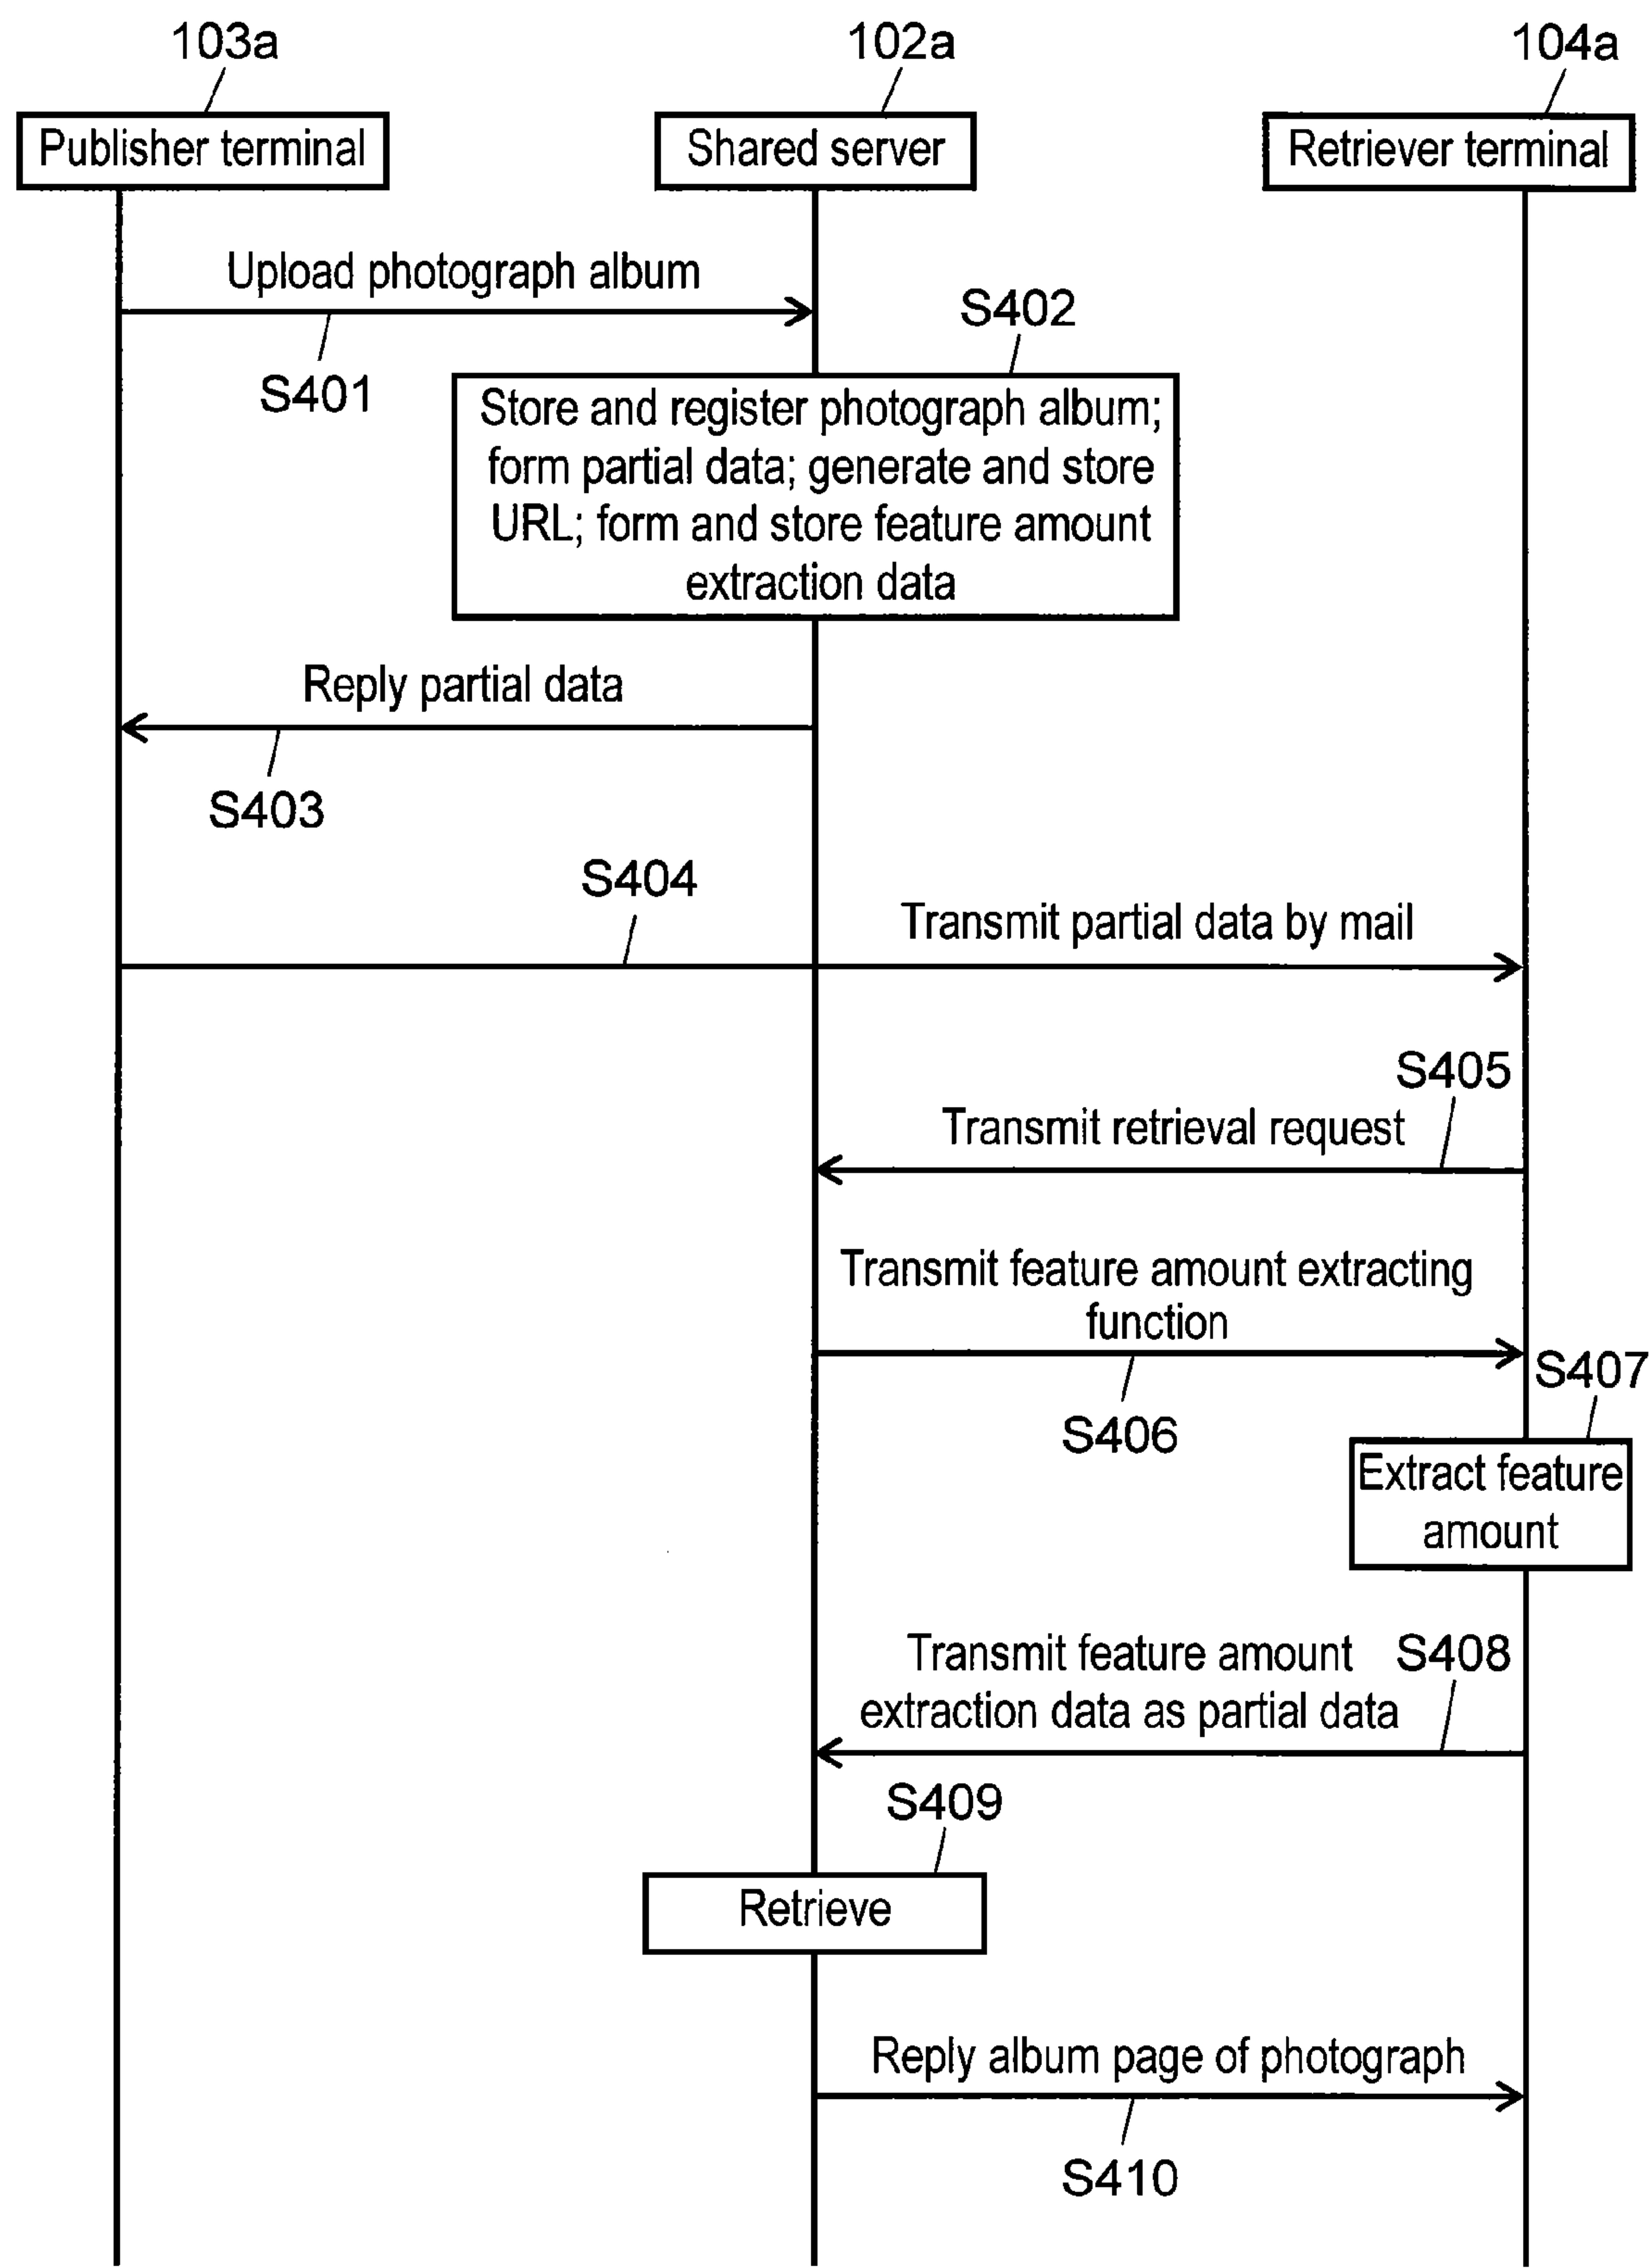 103a
102a
104a
Publisher terminal
Shared server
Retriever terminal
Upload photograph album
S401
S402
Store and register photograph album;
form partial data; generate and store
URL; form and store feature amount
extraction data
Reply partial data
S403
S404
Transmit partial data by mail
S405
Transmit retrieval request
Transmit feature amount extracting
function
S406
S407
Extract feature
amount
Transmit feature amount
extraction data as partial data
S408
S409
Retrieve
Reply album page of photograph
S410